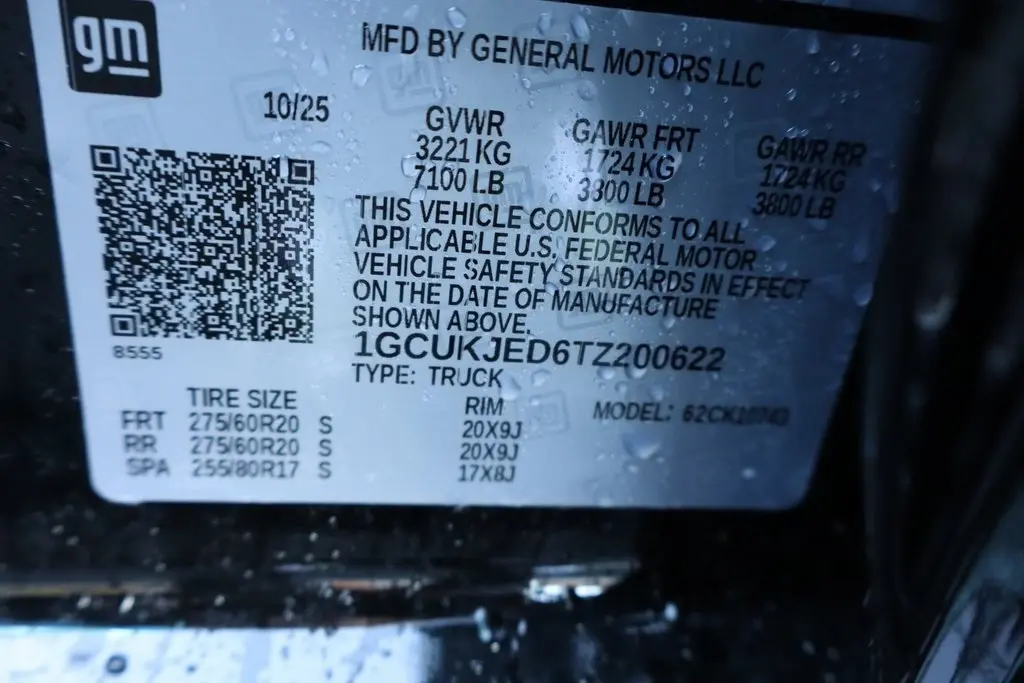 gm
MFD BY GENERAL MOTORS LLC
10/25
GVWR GAWR FRT GAWR RR
3221 KG 1724 KG 1724 KG
7100 LB 3800 LB 3800 LB
THIS VEHICLE CONFORMS TO ALL
APPLICABLE U.S. FEDERAL MOTOR
VEHICLE SAFETY STANDARDS IN EFFECT
ON THE DATE OF MANUFACTURE
SHOWN ABOVE.
8555
1GCUKJED6TZ200622
TYPE: TRUCK
TIRE SIZE RIM MODEL:
FRT 275/60R20 S 20X9J
RR 275/60R20 S 20X9J
SPA 255/80R17 S 17X8J